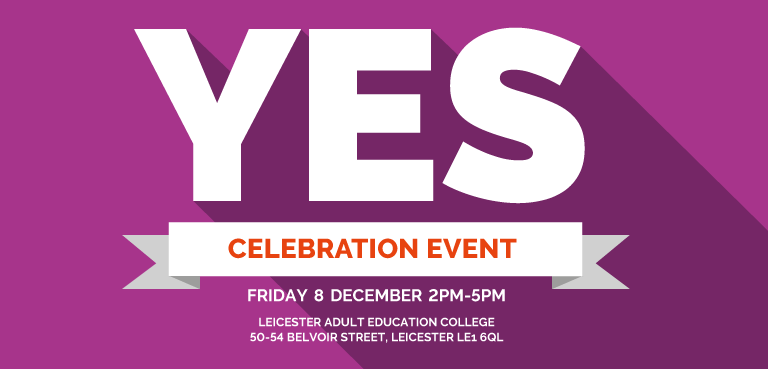 YES
CELEBRATION EVENT
FRIDAY 8 DECEMBER 2PM-5PM
LEICESTER ADULT EDUCATION COLLEGE
50-54 BELVOIR STREET, LEICESTER LE1 6QL